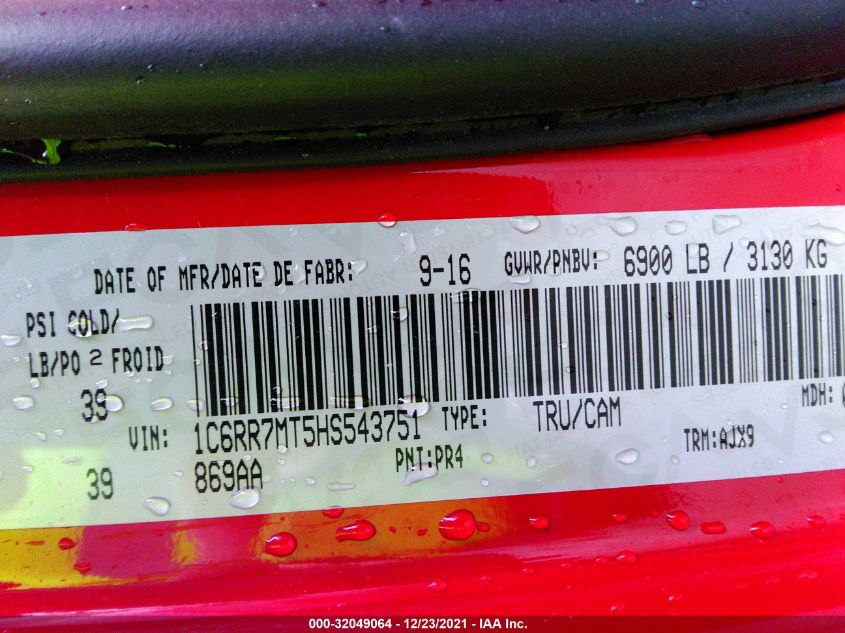 DATE OF MFR/DATE DE FABR: 9-16 GVWR/PNBV: 6900 LB / 3130 KG
PSI COLD/
LB/PO 2 FROID
39
VIN: 1C6RR7MT5HS543751 TYPE: TRU/CAM MDH:
39 869AA PNT:PR4 TRM:AJX9
000-32049064 - 12/23/2021 - IAA Inc.